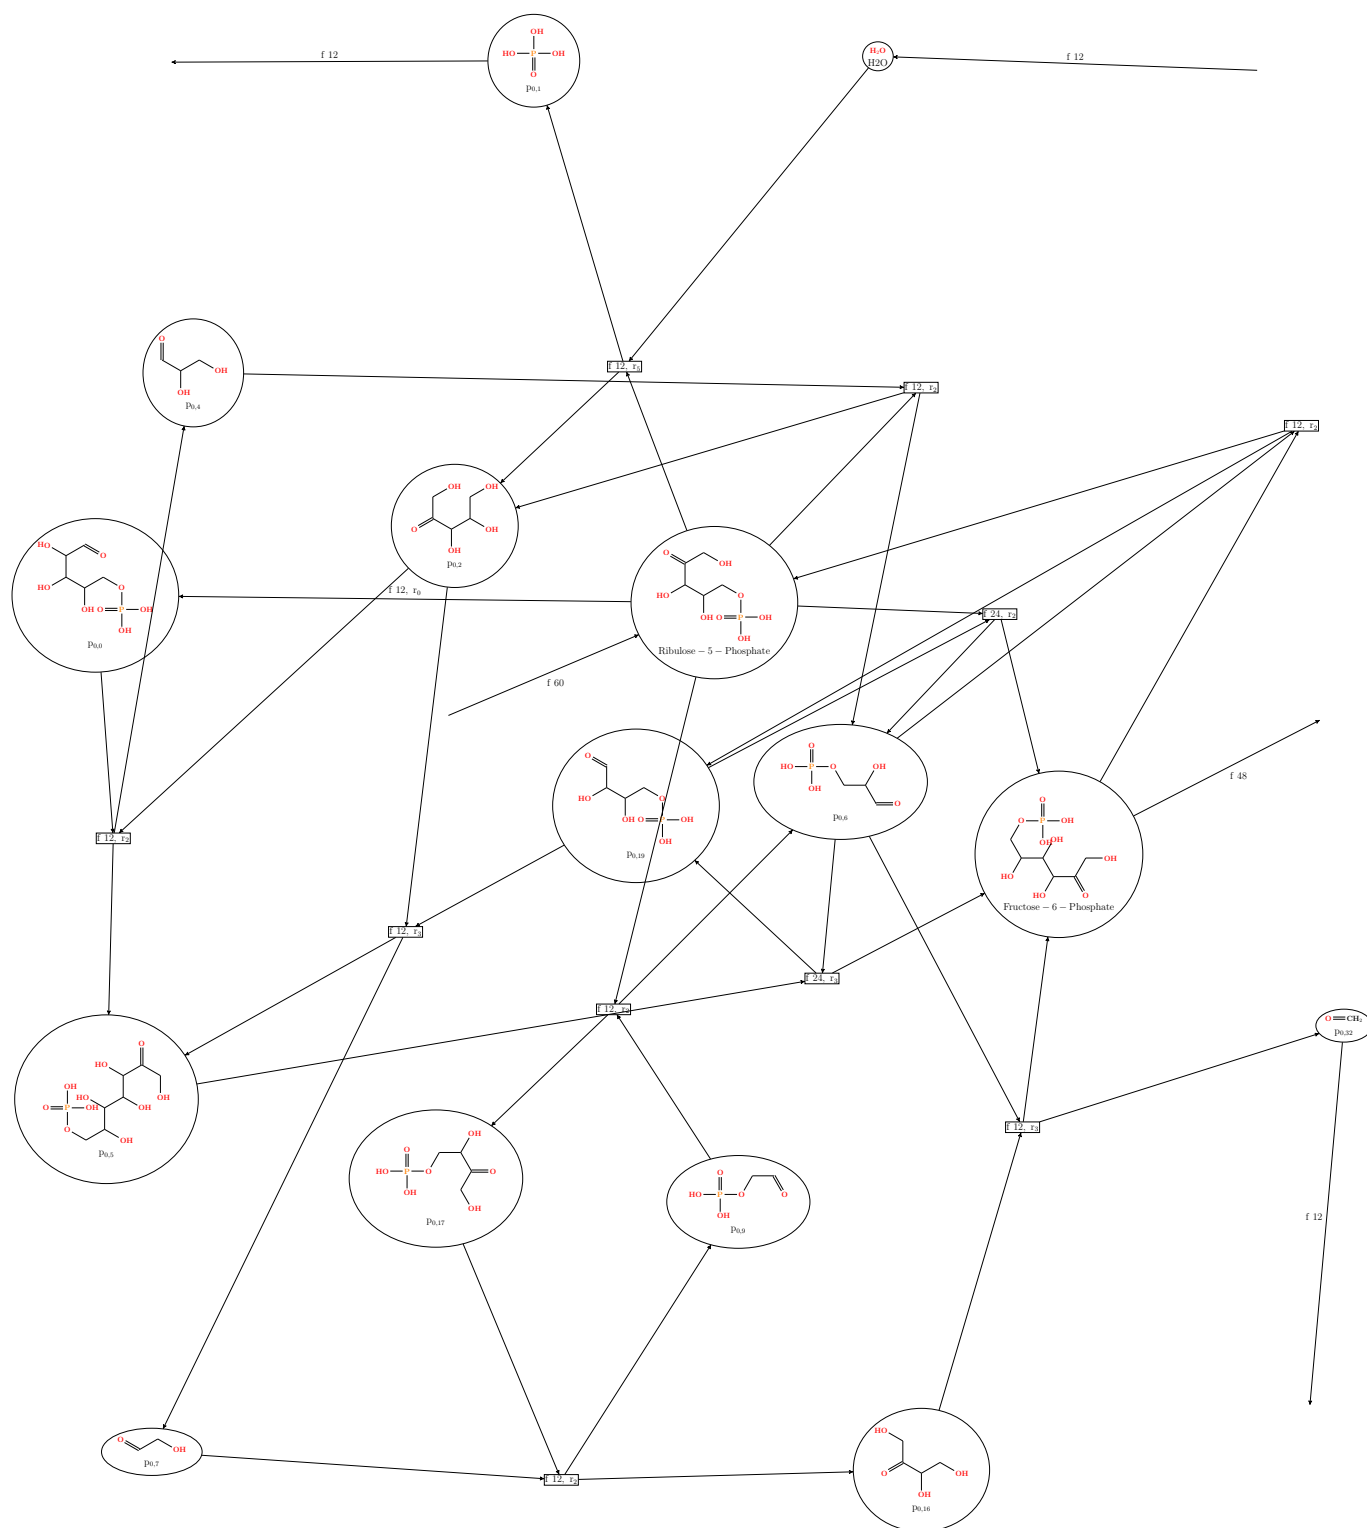 OH
HO P OH
O
p0,1
f 12
H2O
H2O
f 12
O
OH
OH
p0,4
f 12, r5
f 12, r2
f 12, r2
OH OH
O OH
OH
p0,2
HO O
HO O
OH O P OH
OH
p0,0
f 12, r0
O OH
HO O
OH O P OH
OH
Ribulose − 5 − Phosphate
f 24, r2
f 60
O
HO O
OH O P OH
OH
p0,19
O
HO P O OH
OH O
p0,6
f 48
O
O P OH
OH OH
OH
HO HO O
Fructose − 6 − Phosphate
f 12, r2
f 12, r3
f 24, r3
f 12, r2
O
HO OH
OH HO
O P OH OH
O OH
p0,5
O CH2
p0,32
f 12, r3
OH
O
HO P O O
OH OH
p0,17
O
HO P O O
OH
p0,9
f 12
O OH
p0,7
f 12, r2
HO
O OH
OH
p0,16